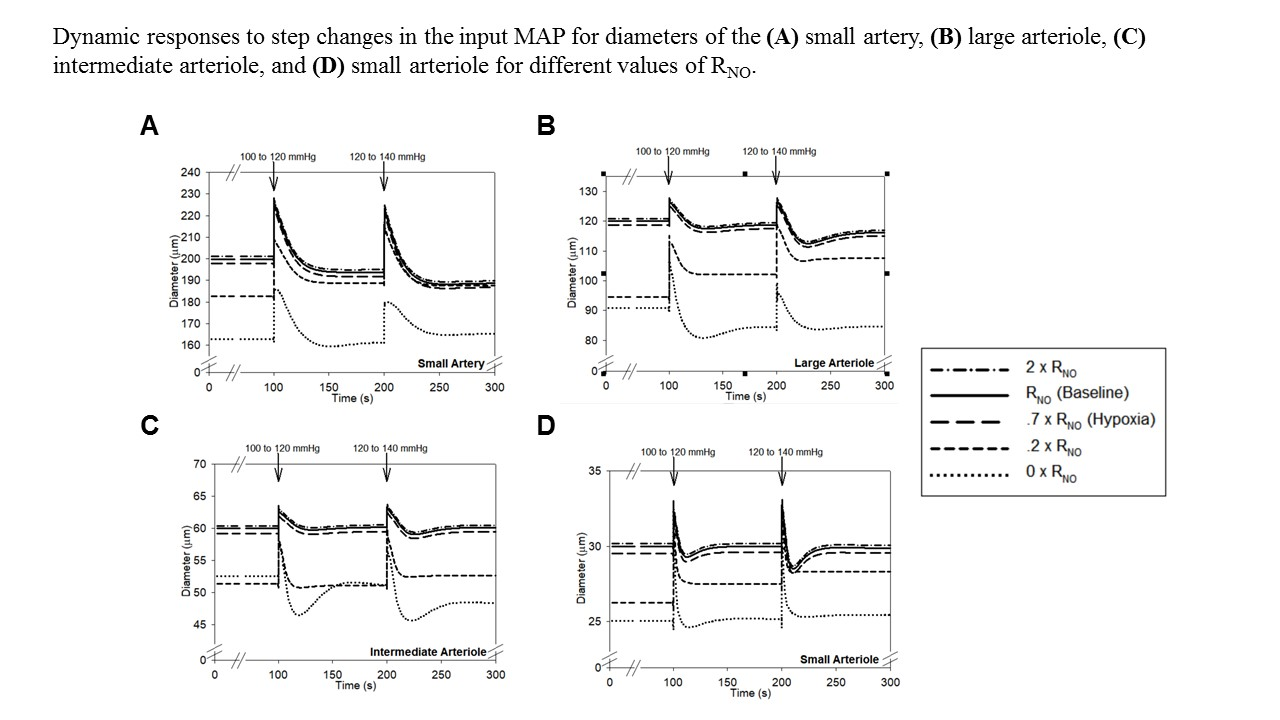 Dynamic responses to step changes in the input MAP for diameters of the (A) small artery, (B) large arteriole, (C)
intermediate arteriole, and (D) small arteriole for different values of RNO.
A
100 to 120 mmHg 120 to 140 mmHg
240
230
220
210
200
190
180
170
160
0
Diameter (µm)
Small Artery
0 100 150 200 250 300
Time (s)
B
100 to 120 mmHg 120 to 140 mmHg
130
120
110
100
90
80
0
Diameter (µm)
Large Arteriole
0 100 150 200 250 300
Time (s)
2 x RNO
RNO (Baseline)
.7 x RNO (Hypoxia)
.2 x RNO
0 x RNO
C
100 to 120 mmHg 120 to 140 mmHg
70
65
60
55
50
45
0
Diameter (µm)
Intermediate Arteriole
0 100 150 200 250 300
Time (s)
D
100 to 120 mmHg 120 to 140 mmHg
35
30
25
0
Diameter (µm)
Small Arteriole
0 100 150 200 250 300
Time (s)